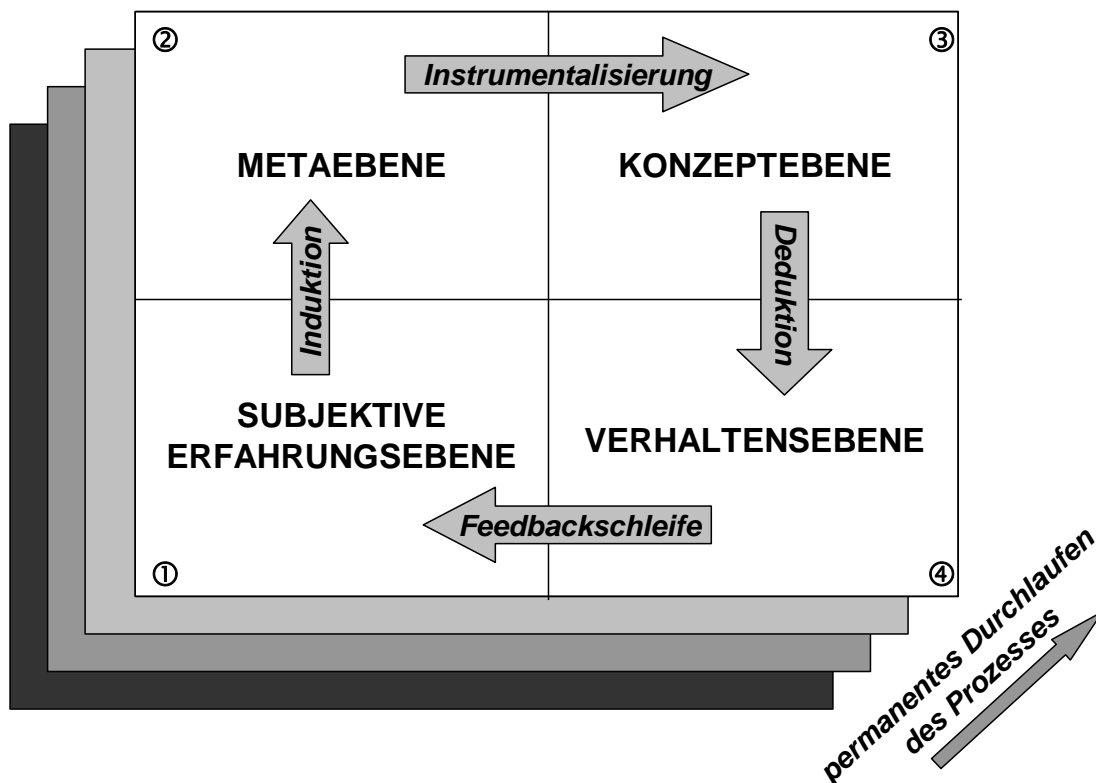 ②
③
Instrumentalisierung
METAEBENE
KONZEPTEBENE
Induktion
Deduktion
SUBJEKTIVE
ERFAHRUNGSEBENE
VERHALTENSEBENE
Feedbackschleife
①
④
permanentes Durchlaufen
des Prozesses